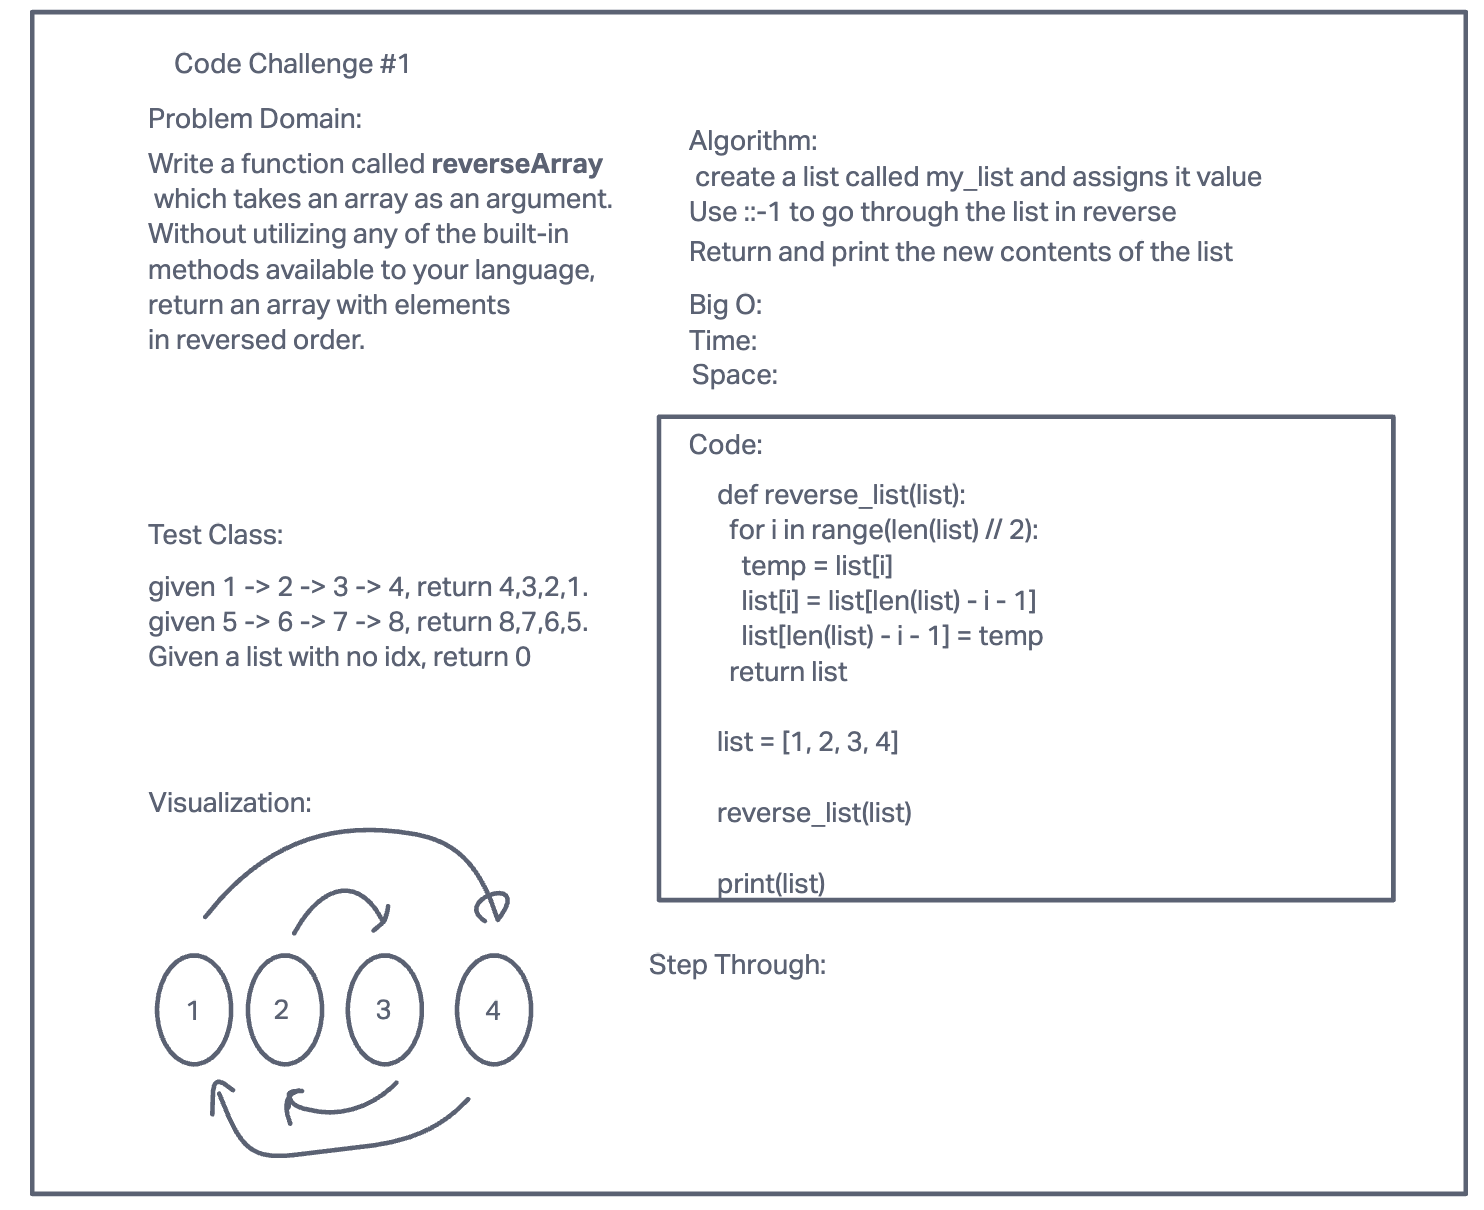 Code Challenge #1
Problem Domain:
Write a function called reverseArray
which takes an array as an argument.
Without utilizing any of the built-in
methods available to your language,
return an array with elements
in reversed order.
Test Class:
given 1 -> 2 -> 3 -> 4, return 4,3,2,1.
given 5 -> 6 -> 7 -> 8, return 8,7,6,5.
Given a list with no idx, return 0
Visualization:
1 2 3 4
Algorithm:
create a list called my_list and assigns it value
Use ::-1 to go through the list in reverse
Return and print the new contents of the list
Big O:
Time:
Space:
Code:
def reverse_list(list):
for i in range(len(list) // 2):
temp = list[i]
list[i] = list[len(list) - i - 1]
list[len(list) - i - 1] = temp
return list
list = [1, 2, 3, 4]
reverse_list(list)
print(list)
Step Through: